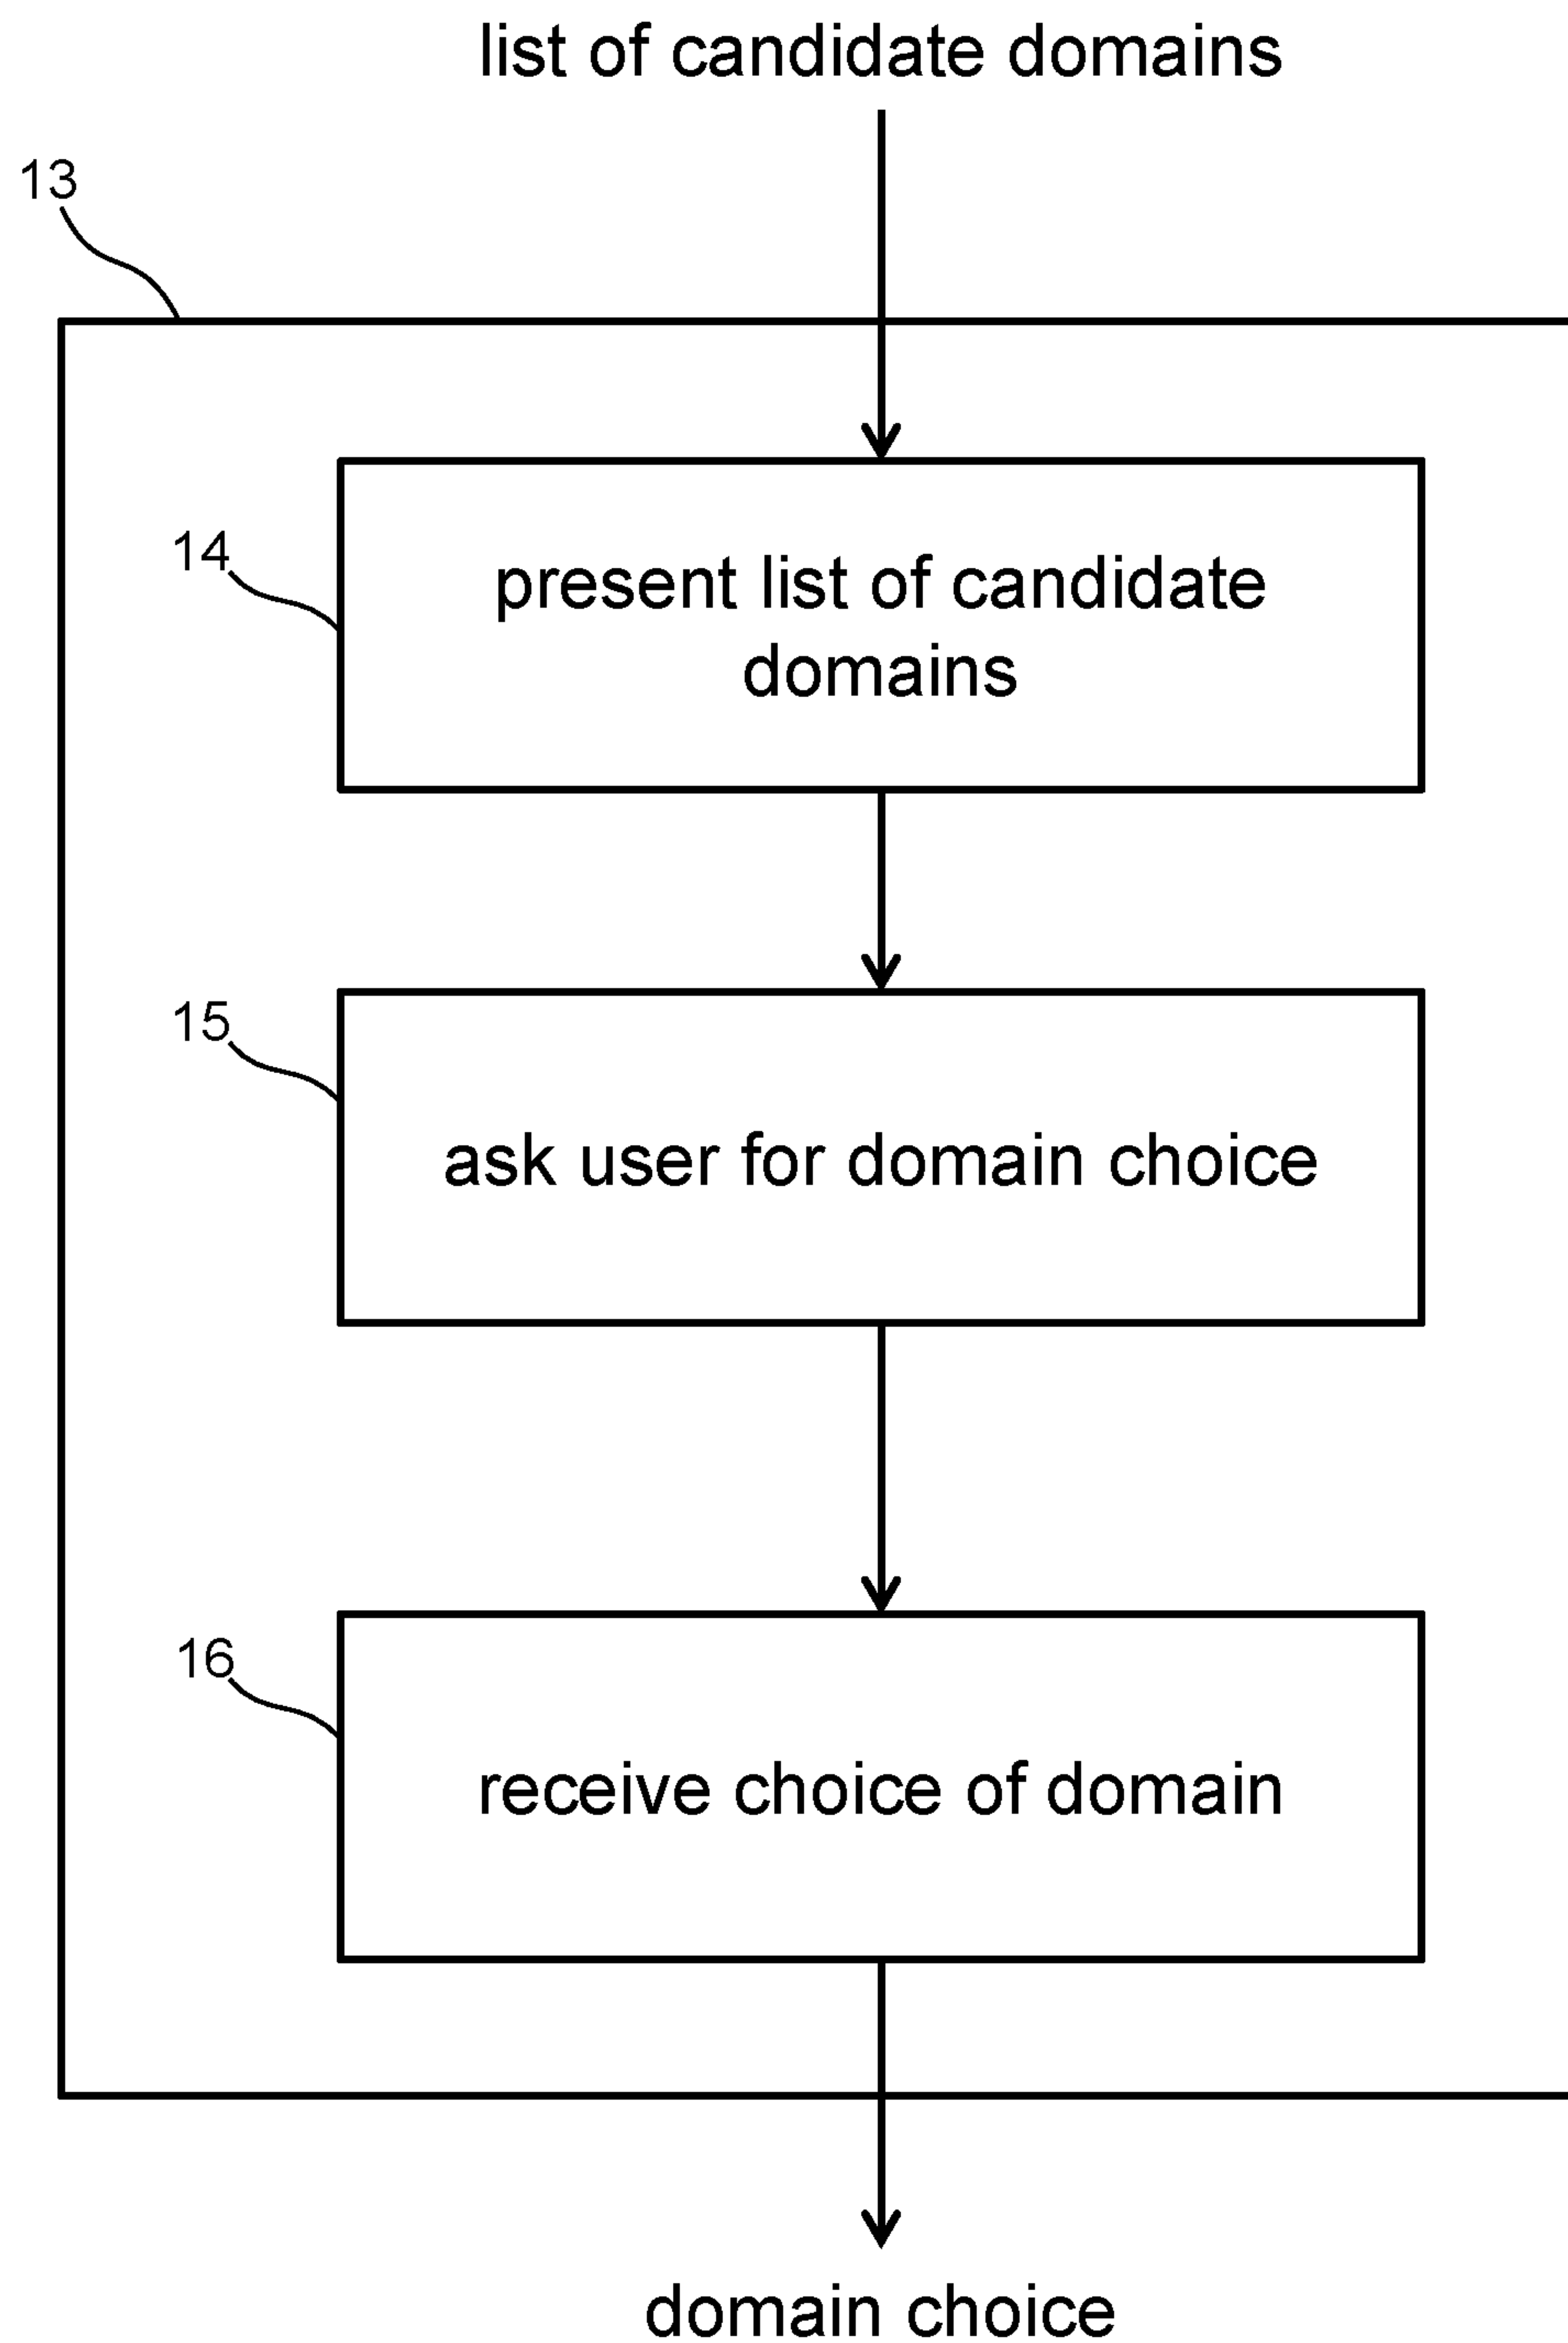 list of candidate domains
13
14
present list of candidate
domains
15
ask user for domain choice
16
receive choice of domain
domain choice